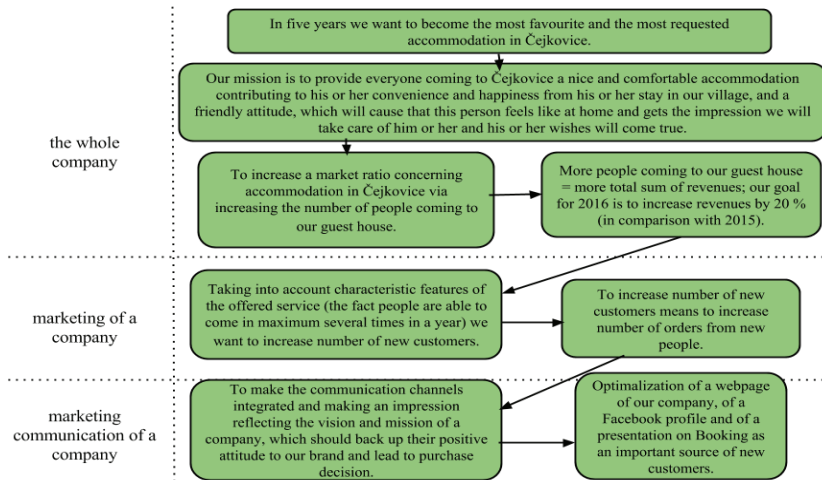 In five years we want to become the most favourite and the most requested
accommodation in Čejkovice.
Our mission is to provide everyone coming to Čejkovice a nice and comfortable accommodation
contributing to his or her convenience and happiness from his or her stay in our village, and a
friendly attitude, which will cause that this person feels like at home and gets the impression we will
take care of him or her and his or her wishes will come true.
the whole
company
To increase a market ratio concerning
accommodation in Čejkovice via
increasing the number of people coming to
our guest house.
More people coming to our guest house
= more total sum of revenues; our goal
for 2016 is to increase revenues by 20 %
(in comparison with 2015).
marketing of a
company
Taking into account characteristic features of
the offered service (the fact people are able to
come in maximum several times in a year) we
want to increase number of new customers.
To increase number of new
customers means to increase
number of orders from new
people.
marketing
communication of a
company
To make the communication channels
integrated and making an impression
reflecting the vision and mission of a
company, which should back up their positive
attitude to our brand and lead to purchase
decision.
Optimalization of a webpage
of our company, of a
Facebook profile and of a
presentation on Booking as
an important source of new
customers.